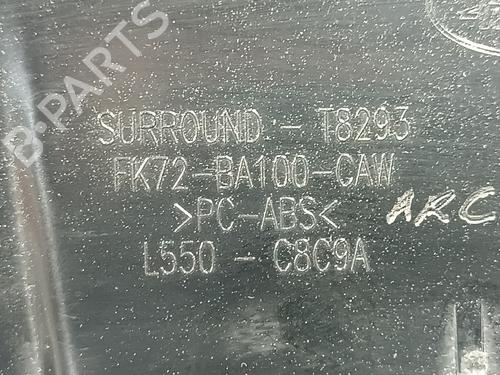 B-PARTS
SURROUND - T8293
FK72-BA100-CAW
>PC-ABS<
ARC
L550 - C8C9A